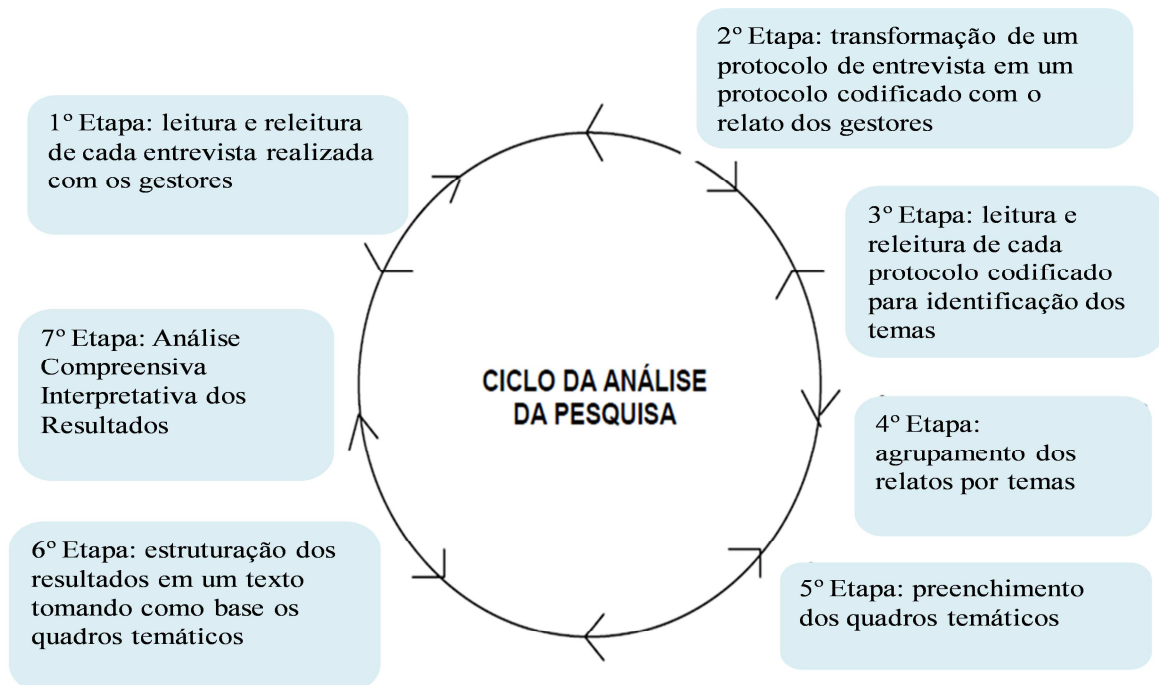 1º Etapa: leitura e releitura
de cada entrevista realizada
com os gestores
2º Etapa: transformação de um
protocolo de entrevista em um
protocolo codificado com o
relato dos gestores
3º Etapa: leitura e
releitura de cada
protocolo codificado
para identificação dos
temas
4º Etapa:
agrupamento dos
relatos por temas
5º Etapa: preenchimento
dos quadros temáticos
6º Etapa: estruturação dos
resultados em um texto
tomando como base os
quadros temáticos
7º Etapa: Análise
Compreensiva
Interpretativa dos
Resultados
CICLO DA ANÁLISE
DA PESQUISA